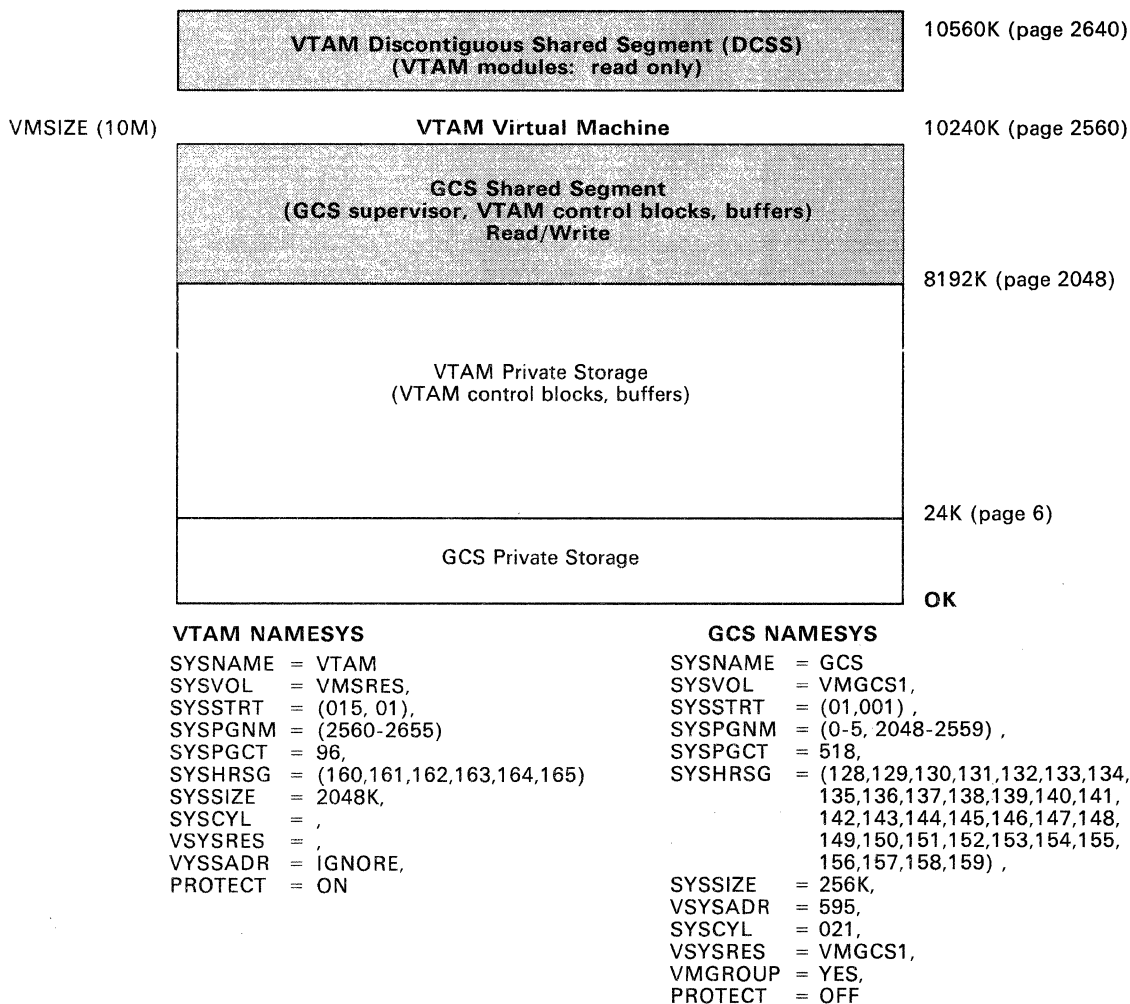 VTAM Discontiguous Shared Segment (DCSS)
(VTAM modules: read only)
10560K (page 2640)
VMSIZE (10M)
VTAM Virtual Machine
10240K (page 2560)
GCS Shared Segment
(GCS supervisor, VTAM control blocks, buffers)
Read/Write
8192K (page 2048)
VTAM Private Storage
(VTAM control blocks, buffers)
24K (page 6)
GCS Private Storage
OK
VTAM NAMESYS
SYSNAME = VTAM
SYSVOL = VMSRES,
SYSSTRT = (015, 01),
SYSPGNM = (2560-2655)
SYSPGCT = 96,
SYSHRSG = (160,161,162,163,164,165)
SYSSIZE = 2048K,
SYSCYL = ,
VSYSRES = ,
VYSSADR = IGNORE,
PROTECT = ON
GCS NAMESYS
SYSNAME = GCS
SYSVOL = VMGCS1,
SYSSTRT = (01,001) ,
SYSPGNM = (0-5, 2048-2559) ,
SYSPGCT = 518,
SYSHRSG = (128,129,130,131,132,133,134,
135,136,137,138,139,140,141,
142,143,144,145,146,147,148,
149,150,151,152,153,154,155,
156,157,158,159) ,
SYSSIZE = 256K,
VSYSADR = 595,
SYSCYL = 021,
VSYSRES = VMGCS1,
VMGROUP = YES,
PROTECT = OFF